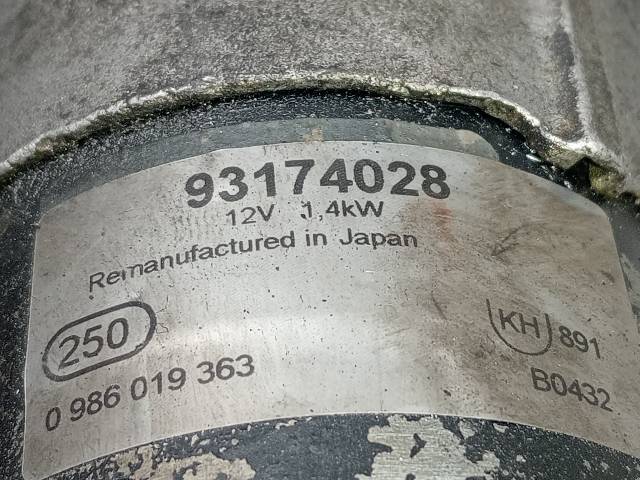 93174028
12V 1,4kW
Remanufactured in Japan
250
KH 891
0 986 019 363
B0432